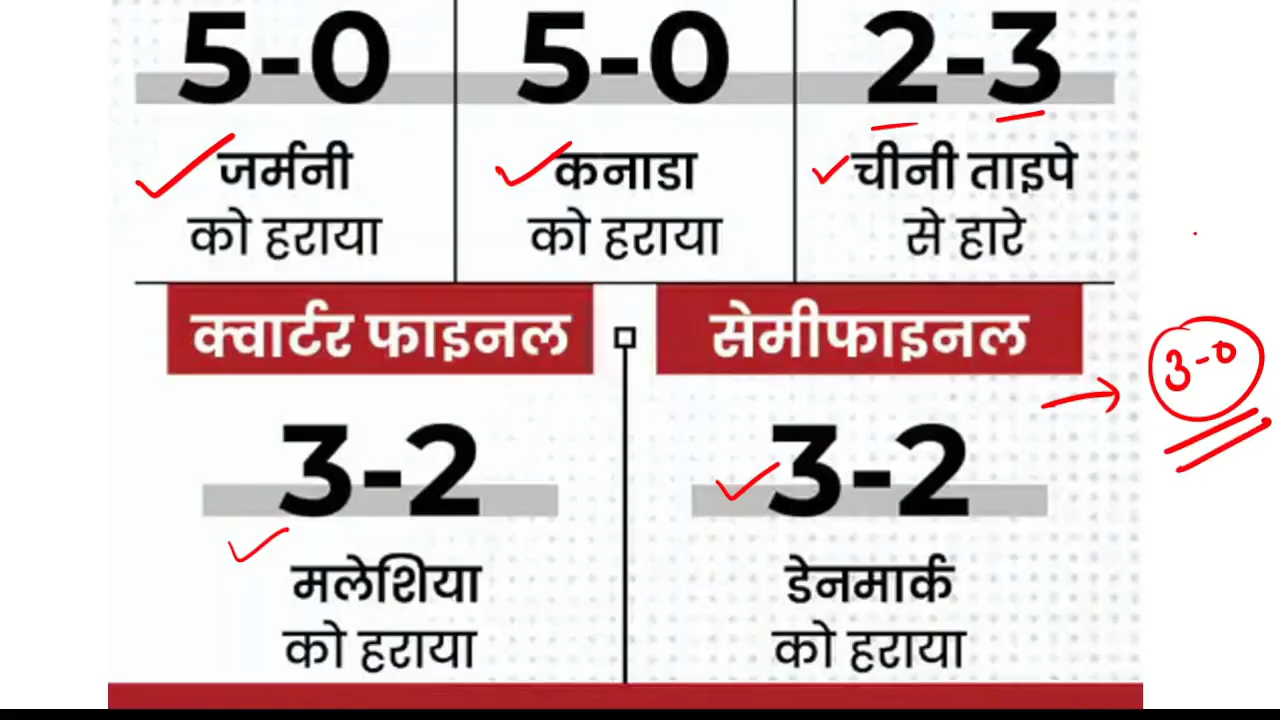 5-0 5-0 2-3
जर्मनी कनाडा चीनी ताइपे
को हराया को हराया से हारे
क्वार्टर फाइनल सेमीफाइनल
3-0
3-2 3-2
मलेशिया डेनमार्क
को हराया को हराया